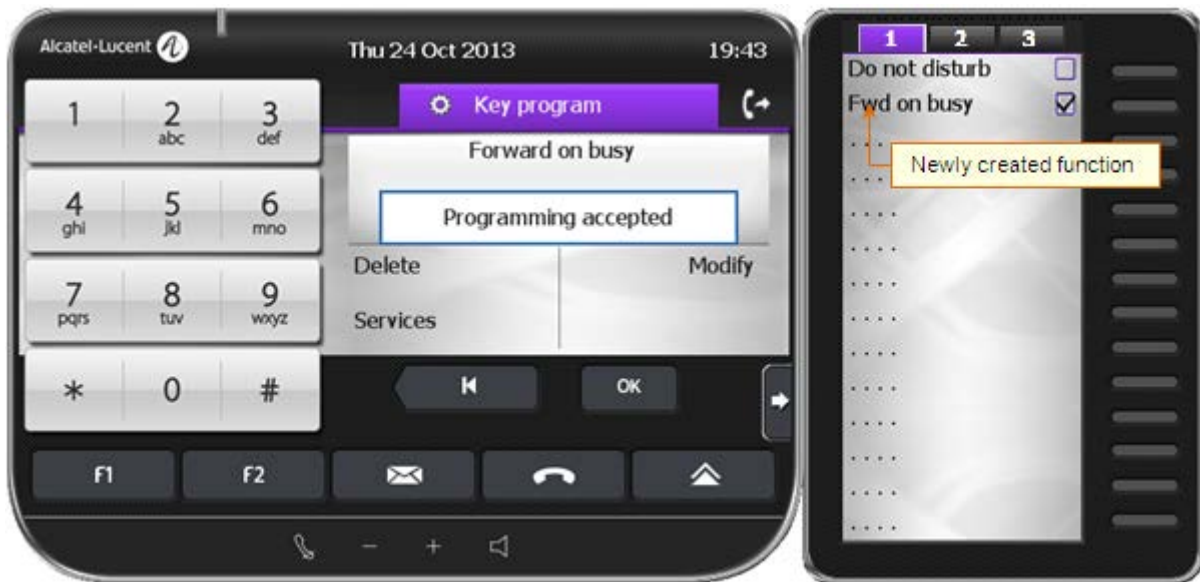 Alcatel-Lucent
Thu 24 Oct 2013
19:43
Key program
1
2
abc
3
def
4
ghi
5
jkl
6
mno
7
pqrs
8
tuv
9
wxyz
*
0
#
Forward on busy
Programming accepted
Delete
Modify
Services
OK
F1
F2
1
2
3
Do not disturb
Fwd on busy
Newly created function
. . . .
. . . .
. . . .
. . . .
. . . .
. . . .
. . . .
. . . .
. . . .
. . . .
. . . .
. . . .